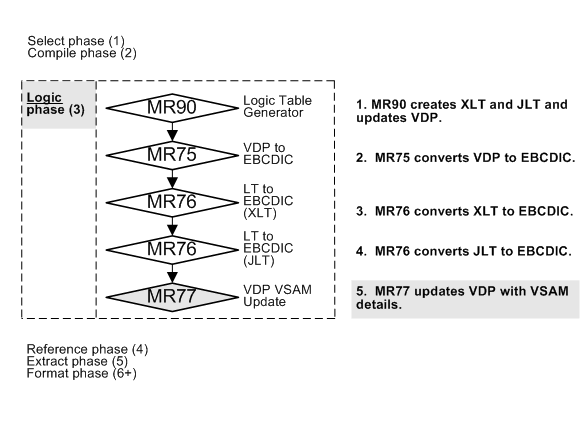 Select phase (1)
Compile phase (2)
Logic
phase (3)
MR90
Logic Table
Generator
MR75
VDP to
EBCDIC
MR76
LT to
EBCDIC
(XLT)
MR76
LT to
EBCDIC
(JLT)
MR77
VDP VSAM
Update
1. MR90 creates XLT and JLT and
updates VDP.
2. MR75 converts VDP to EBCDIC.
3. MR76 converts XLT to EBCDIC.
4. MR76 converts JLT to EBCDIC.
5. MR77 updates VDP with VSAM
details.
Reference phase (4)
Extract phase (5)
Format phase (6+)